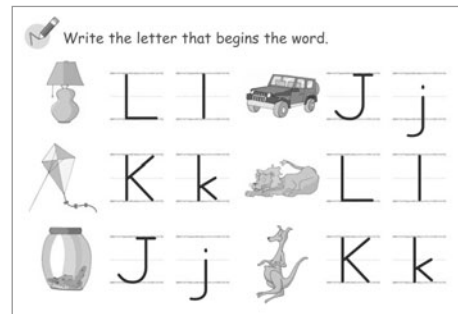 Write the letter that begins the word.
L l J j
K k L l
J j K k